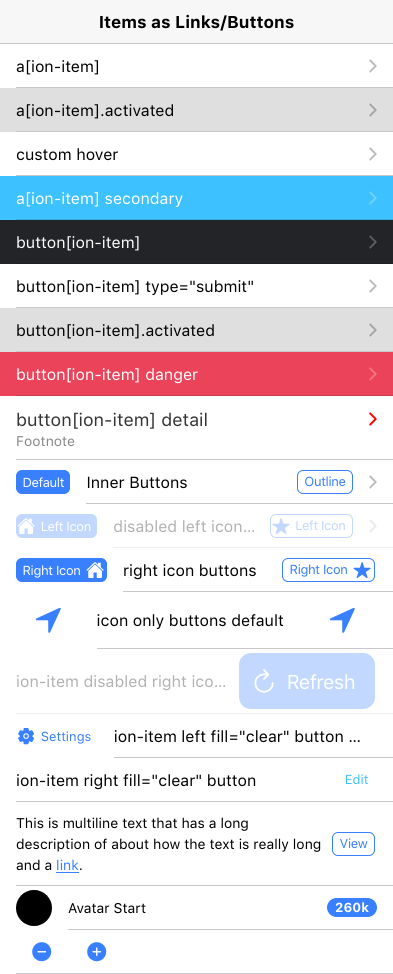 Items as Links/Buttons
a[ion-item]
a[ion-item].activated
custom hover
a[ion-item] secondary
button[ion-item]
button[ion-item] type="submit"
button[ion-item].activated
button[ion-item] danger
button[ion-item] detail
Footnote
Default Inner Buttons Outline
Left Icon disabled left icon... Left Icon
Right Icon right icon buttons Right Icon
icon only buttons default
ion-item disabled right ico... Refresh
Settings ion-item left fill="clear" button ...
ion-item right fill="clear" button Edit
This is multiline text that has a long
description of about how the text is really long View
and a link.
Avatar Start 260k